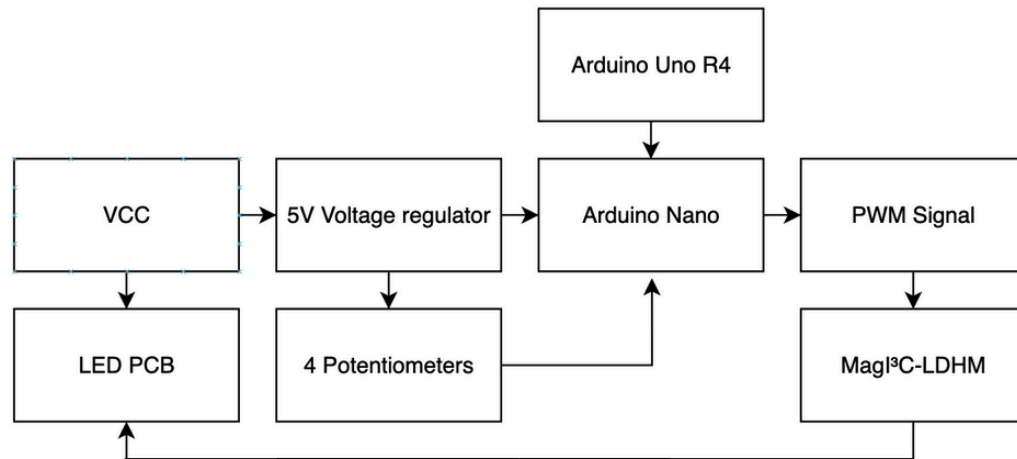 Arduino Uno R4
VCC
5V Voltage regulator
Arduino Nano
PWM Signal
LED PCB
4 Potentiometers
MagI³C-LDHM